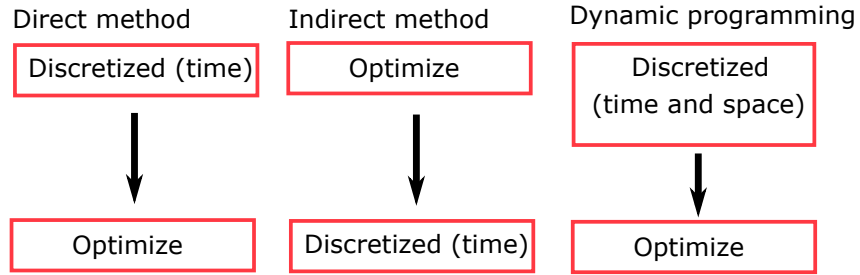 Direct method
Discretized (time)
Optimize
Indirect method
Optimize
Discretized (time)
Dynamic programming
Discretized
(time and space)
Optimize